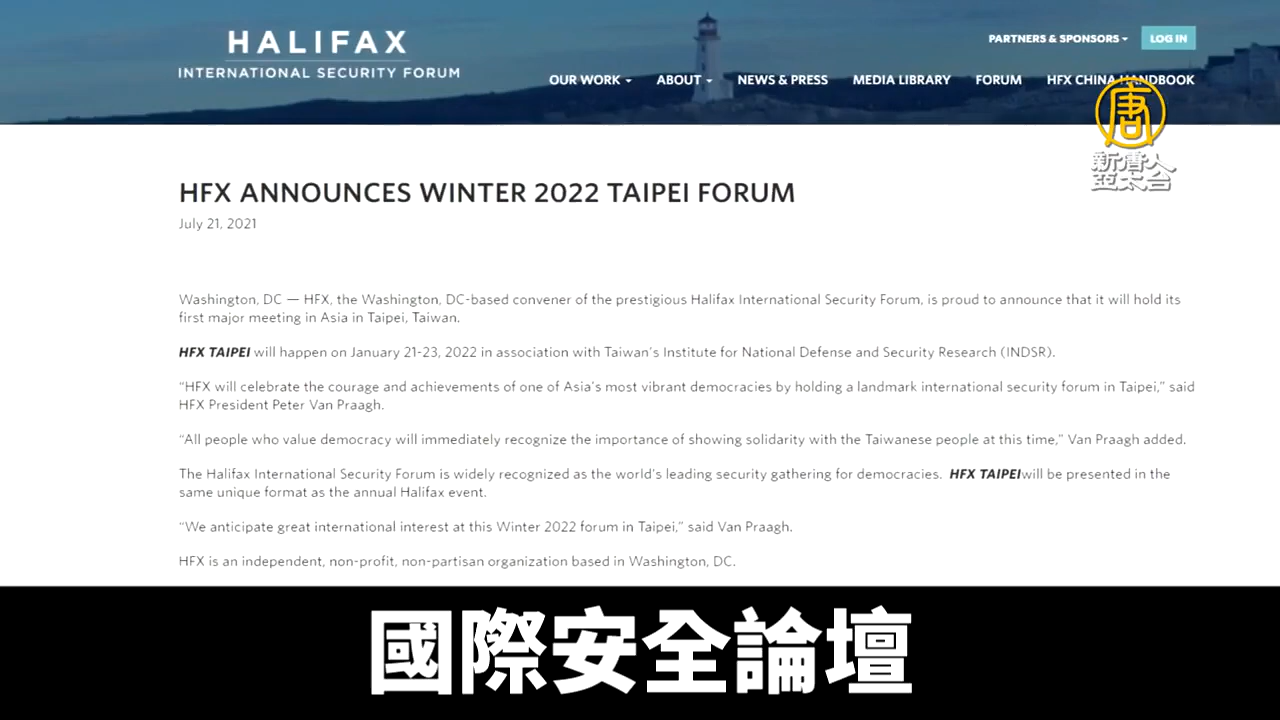 HALIFAX
INTERNATIONAL SECURITY FORUM
PARTNERS & SPONSORS
LOG IN
OUR WORK
ABOUT
NEWS & PRESS
MEDIA LIBRARY
FORUM
HFX CHINA HANDBOOK
唐
新唐人
亞太台
HFX ANNOUNCES WINTER 2022 TAIPEI FORUM
July 21, 2021
Washington, DC — HFX, the Washington, DC-based convener of the prestigious Halifax International Security Forum, is proud to announce that it will hold its
first major meeting in Asia in Taipei, Taiwan.
HFX TAIPEI will happen on January 21-23, 2022 in association with Taiwan's Institute for National Defense and Security Research (INDSR).
“HFX will celebrate the courage and achievements of one of Asia's most vibrant democracies by holding a landmark international security forum in Taipei,” said
HFX President Peter Van Praagh.
“All people who value democracy will immediately recognize the importance of showing solidarity with the Taiwanese people at this time,” Van Praagh added.
The Halifax International Security Forum is widely recognized as the world's leading security gathering for democracies. HFX TAIPEIwill be presented in the
same unique format as the annual Halifax event.
“We anticipate great international interest at this Winter 2022 forum in Taipei,” said Van Praagh.
HFX is an independent, non-profit, non-partisan organization based in Washington, DC.
國際安全論壇